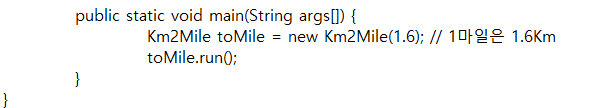 public static void main(String args[]) {
Km2Mile toMile = new Km2Mile(1.6); // 1마일은 1.6Km
toMile.run();
}
}